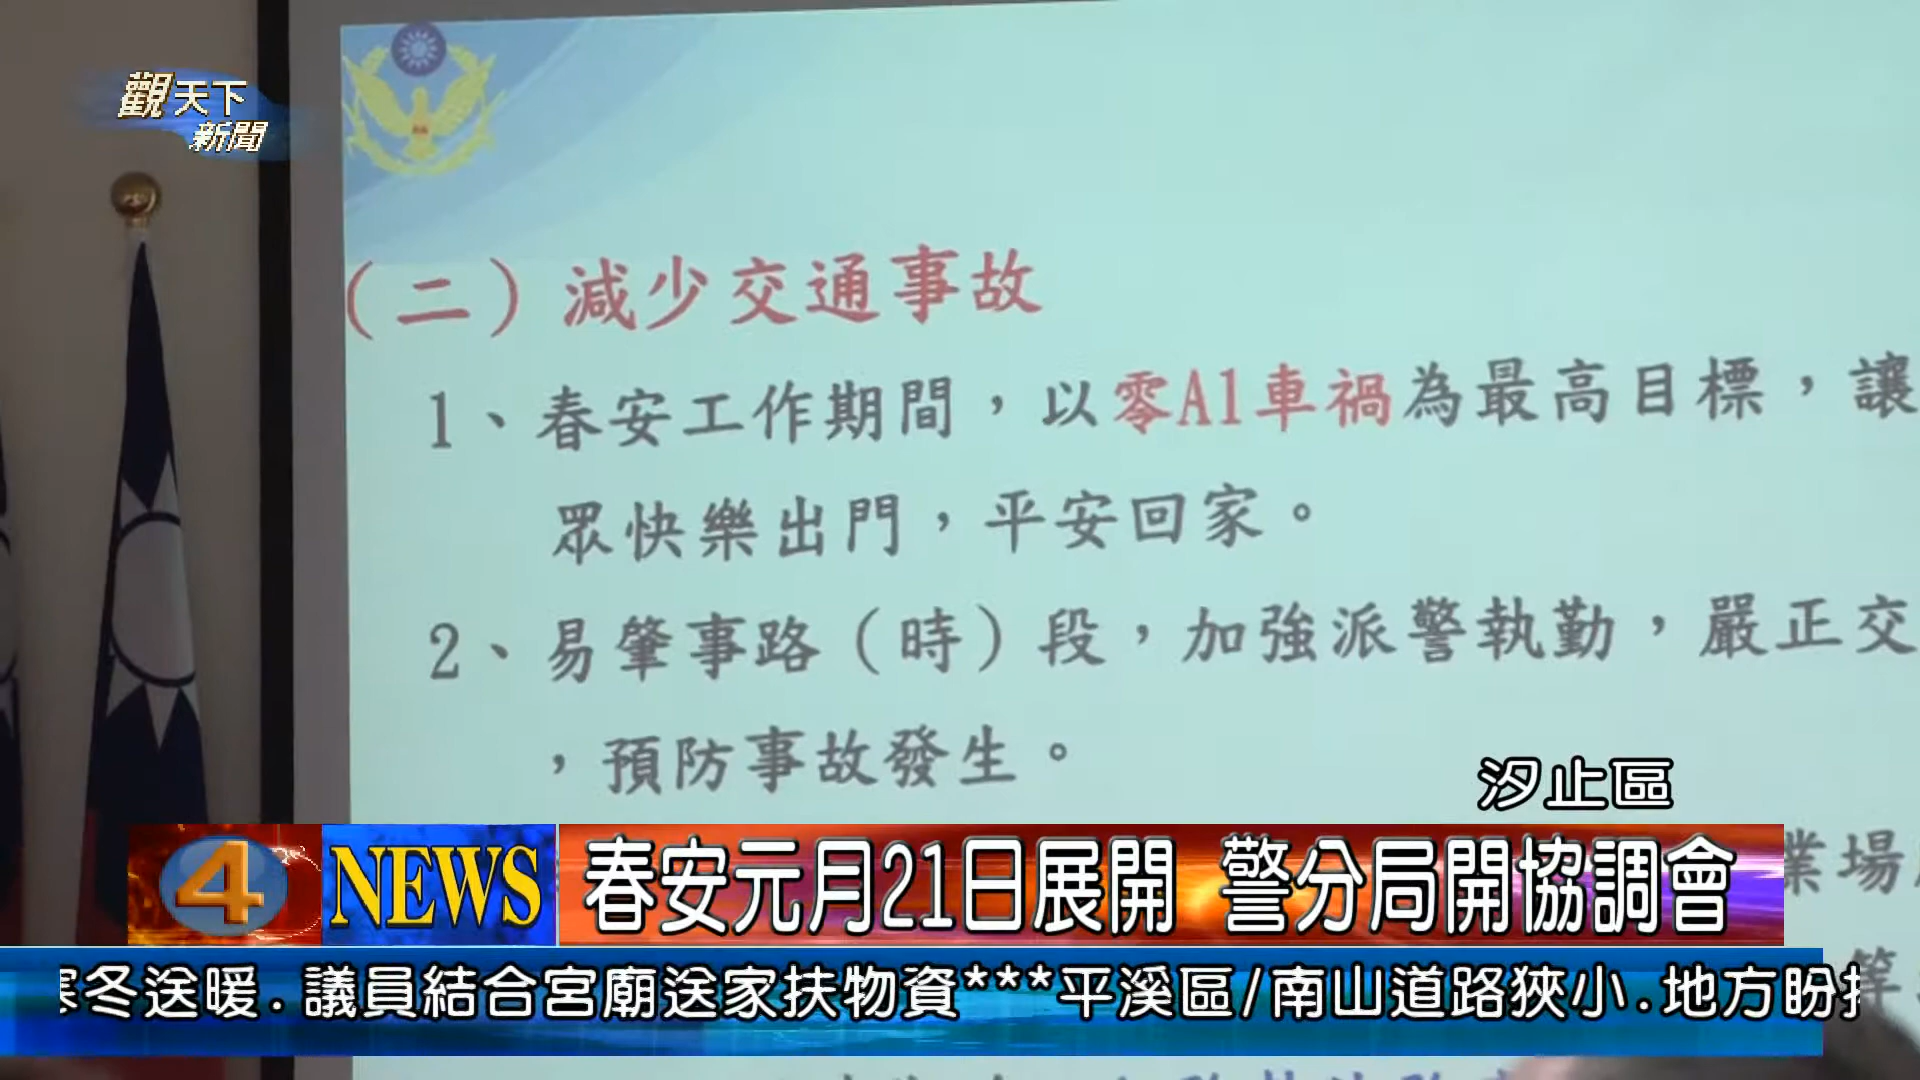 觀天下
新聞
（二）減少交通事故
1、春安工作期間，以零A1車禍為最高目標，讓
眾快樂出門，平安回家。
2、易肇事路（時）段，加強派警執勤，嚴正交
，預防事故發生。
汐止區
業場
4 NEWS 春安元月21日展開 警分局開協調會
等
冬送暖.議員結合宮廟送家扶物資***平溪區/南山道路狹小.地方盼